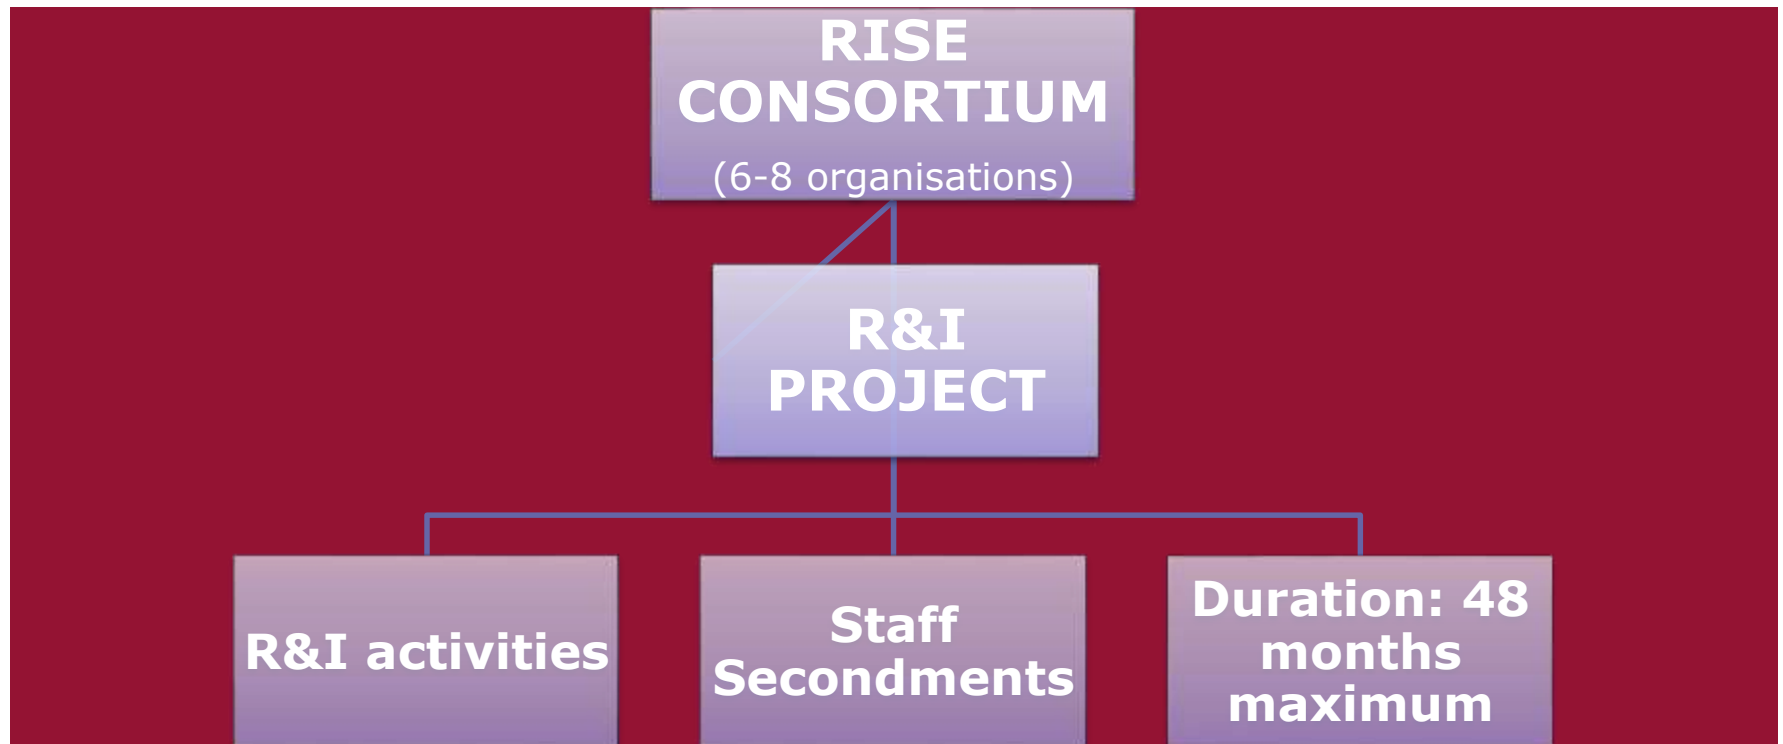 RISE
CONSORTIUM
(6-8 organisations)
R&I
PROJECT
R&I activities
Staff
Secondments
Duration: 48
months
maximum